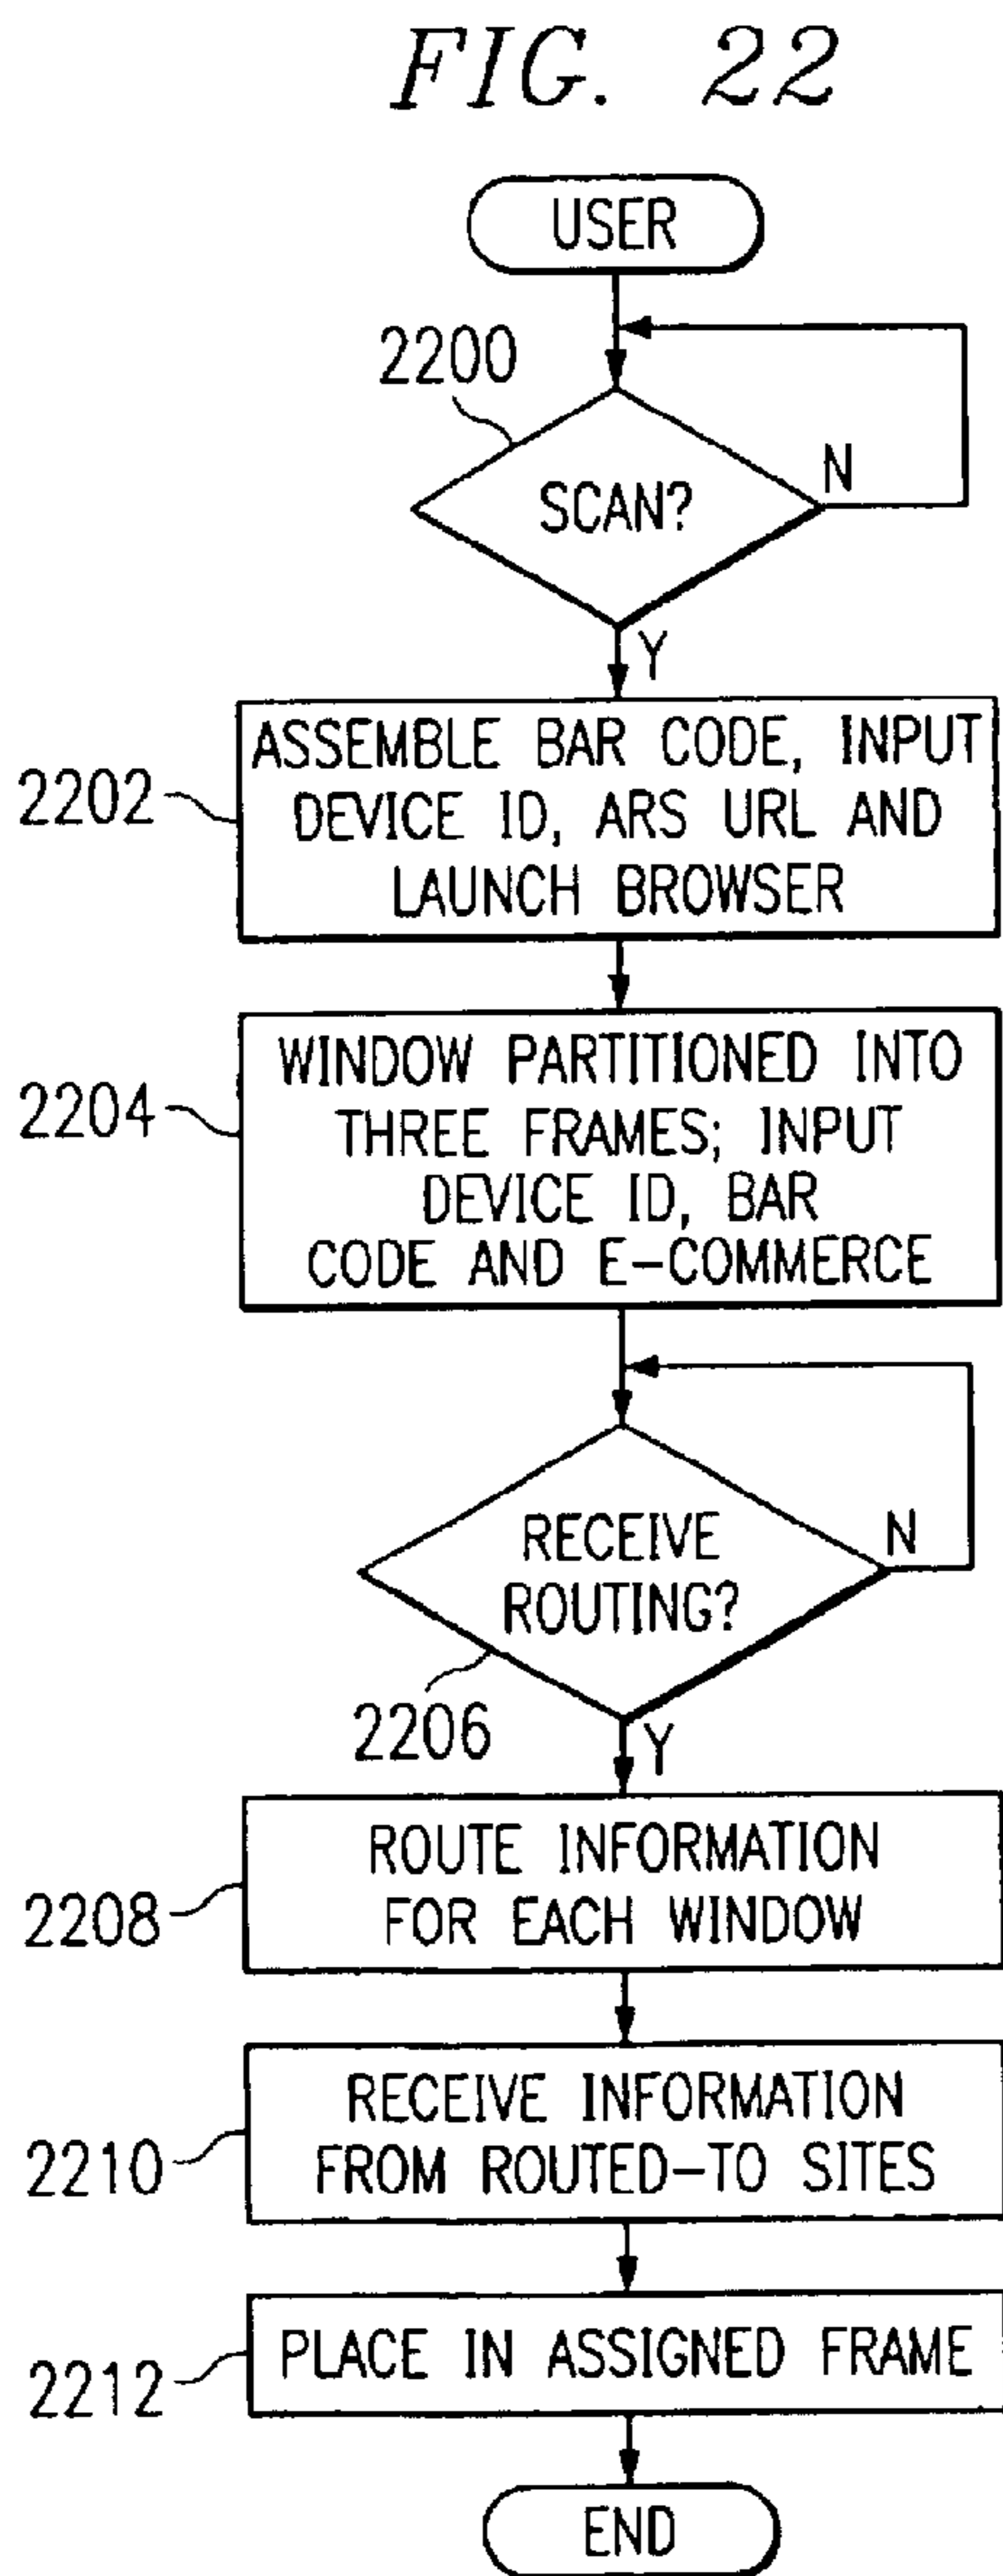 FIG. 22
USER
2200
SCAN?
N
Y
2202
ASSEMBLE BAR CODE, INPUT
DEVICE ID, ARS URL AND
LAUNCH BROWSER
2204
WINDOW PARTITIONED INTO
THREE FRAMES; INPUT
DEVICE ID, BAR
CODE AND E-COMMERCE
RECEIVE
ROUTING?
N
2206
Y
2208
ROUTE INFORMATION
FOR EACH WINDOW
2210
RECEIVE INFORMATION
FROM ROUTED-TO SITES
2212
PLACE IN ASSIGNED FRAME
END